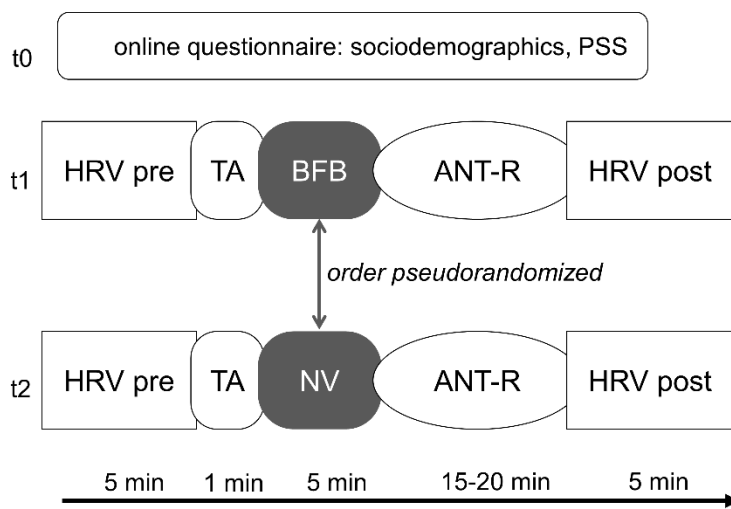 t0
online questionnaire: sociodemographics, PSS
t1
HRV pre
TA
BFB
ANT-R
HRV post
order pseudorandomized
t2
HRV pre
TA
NV
ANT-R
HRV post
5 min
1 min
5 min
15-20 min
5 min